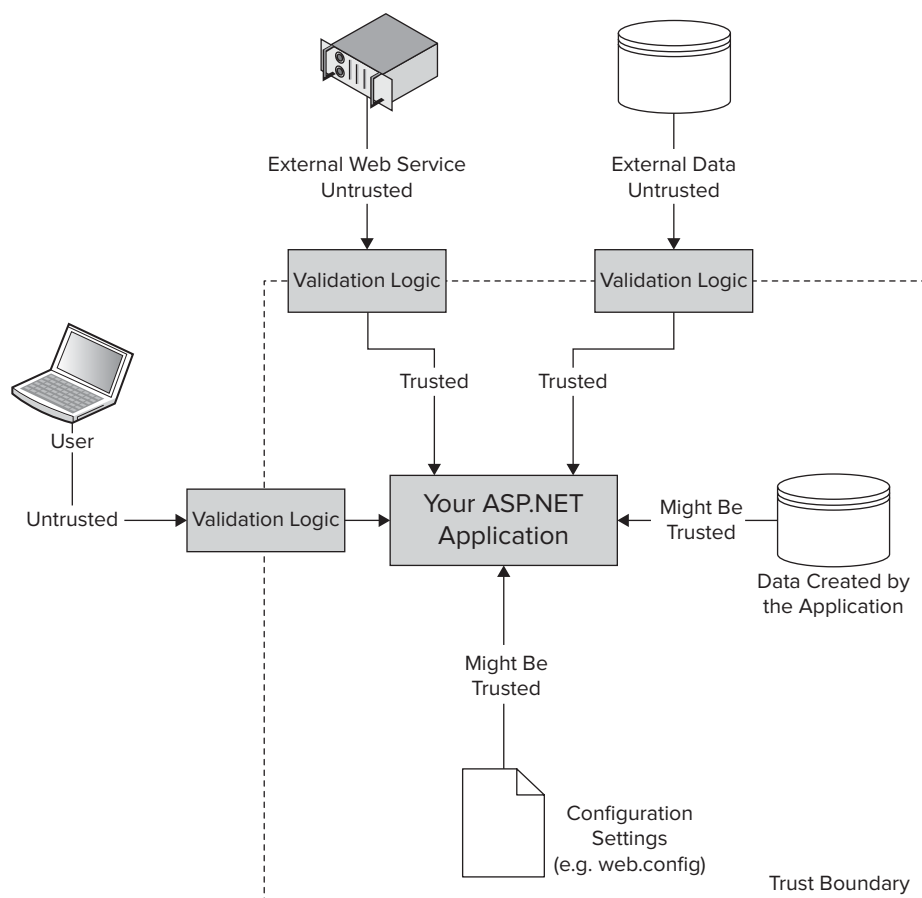 External Web Service
Untrusted
External Data
Untrusted
Validation Logic
Validation Logic
Trusted
Trusted
User
Untrusted
Validation Logic
Your ASP.NET
Application
Might Be
Trusted
Data Created by
the Application
Might Be
Trusted
Configuration
Settings
(e.g. web.config)
Trust Boundary